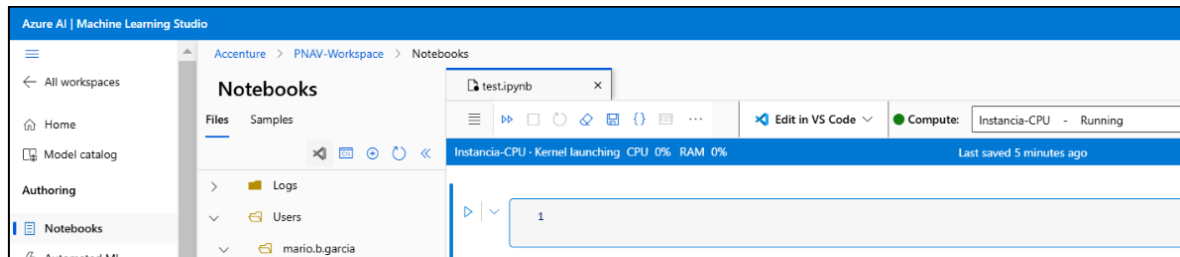 Azure AI | Machine Learning Studio
All workspaces
Home
Model catalog
Authoring
Notebooks
Automated ML
Accenture > PNAV-Workspace > Notebooks
Notebooks
Files Samples
Logs
Users
mario.b.garcia
test.ipynb
Edit in VS Code Compute: Instancia-CPU - Running
Instancia-CPU · Kernel launching CPU 0% RAM 0% Last saved 5 minutes ago
1